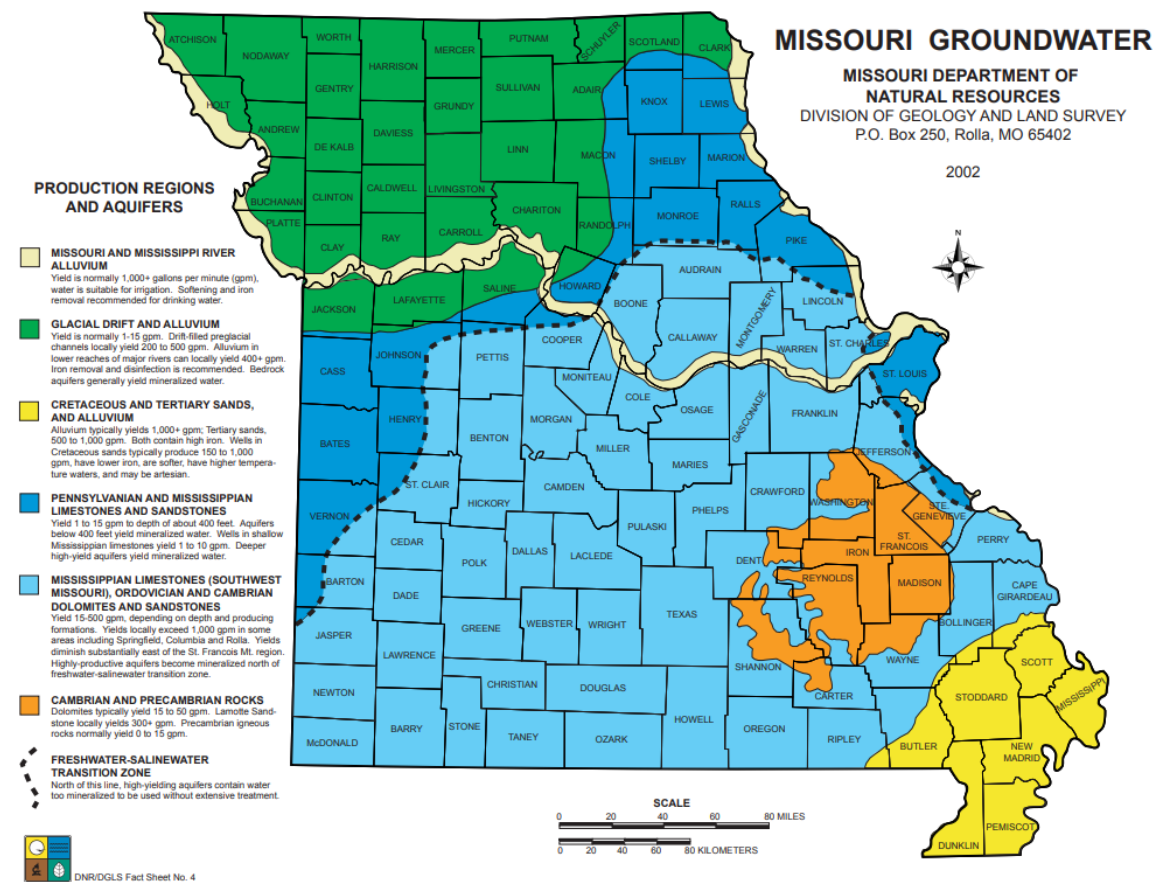 MISSOURI GROUNDWATER
MISSOURI DEPARTMENT OF
NATURAL RESOURCES
DIVISION OF GEOLOGY AND LAND SURVEY
P.O. Box 250, Rolla, MO 65402
2002
PRODUCTION REGIONS
AND AQUIFERS
MISSOURI AND MISSISSIPPI RIVER
ALLUVIUM
Yield is normally 1,000+ gallons per minute (gpm),
water is suitable for irrigation. Softening and iron
removal recommended for drinking water.
GLACIAL DRIFT AND ALLUVIUM
Yield is normally 1-15 gpm. Drift-filled preglacial
channels locally yield 200 to 500 gpm. Alluvium in
lower reaches of major rivers can locally yield 400+ gpm.
Iron removal and disinfection is recommended. Bedrock
aquifers generally yield mineralized water.
CRETACEOUS AND TERTIARY SANDS,
AND ALLUVIUM
Alluvium typically yields 1,000+ gpm; Tertiary sands,
500 to 1,000 gpm. Both contain high iron. Wells in
Cretaceous sands typically produce 150 to 1,000
gpm, have lower iron, are softer, have higher tempera-
ture waters, and may be artesian.
PENNSYLVANIAN AND MISSISSIPPIAN
LIMESTONES AND SANDSTONES
Yield 1 to 15 gpm to depth of about 400 feet. Aquifers
below 400 feet yield mineralized water. Wells in shallow
Mississippian limestones yield 1 to 10 gpm. Deeper
high-yield aquifers yield mineralized water.
MISSISSIPPIAN LIMESTONES (SOUTHWEST
MISSOURI), ORDOVICIAN AND CAMBRIAN
DOLOMITES AND SANDSTONES
Yield 15-500 gpm, depending on depth and producing
formations. Yields locally exceed 1,000 gpm in some
areas including Springfield, Columbia and Rolla. Yields
diminish substantially east of the St. Francois Mt. region.
Highly-productive aquifers become mineralized north of
freshwater-salinewater transition zone.
CAMBRIAN AND PRECAMBRIAN ROCKS
Dolomites typically yield 15 to 50 gpm. Lamotte Sand-
stone locally yields 300+ gpm. Precambrian igneous
rocks normally yield 0 to 15 gpm.
FRESHWATER-SALINEWATER
TRANSITION ZONE
North of this line, high-yielding aquifers contain water
too mineralized to be used without extensive treatment.
DNR/DGLS Fact Sheet No. 4
ATCHISON
NODAWAY
WORTH
HARRISON
MERCER
PUTNAM
SCHUYLER
SCOTLAND
CLARK
HOLT
GENTRY
GRUNDY
SULLIVAN
ADAIR
KNOX
LEWIS
ANDREW
DE KALB
DAVIESS
LINN
MACON
SHELBY
MARION
BUCHANAN
CLINTON
CALDWELL
LIVINGSTON
CHARITON
RANDOLPH
MONROE
RALLS
PLATTE
CLAY
RAY
CARROLL
PIKE
N
JACKSON
LAFAYETTE
SALINE
HOWARD
BOONE
AUDRAIN
CALLAWAY
MONTGOMERY
LINCOLN
WARREN
ST. CHARLES
ST. LOUIS
CASS
JOHNSON
PETTIS
COOPER
MONITEAU
COLE
OSAGE
GASCONADE
FRANKLIN
JEFFERSON
BATES
HENRY
BENTON
MORGAN
MILLER
MARIES
ST. CLAIR
HICKORY
CAMDEN
PULASKI
PHELPS
CRAWFORD
WASHINGTON
STE.
GENEVIEVE
ST.
FRANCOIS
PERRY
VERNON
CEDAR
POLK
DALLAS
LACLEDE
DENT
IRON
REYNOLDS
MADISON
CAPE
GIRARDEAU
BOLLINGER
BARTON
DADE
GREENE
WEBSTER
WRIGHT
TEXAS
SHANNON
WAYNE
JASPER
LAWRENCE
CHRISTIAN
DOUGLAS
HOWELL
CARTER
STODDARD
SCOTT
MISSISSIPPI
NEWTON
BARRY
STONE
TANEY
OZARK
OREGON
RIPLEY
BUTLER
NEW
MADRID
McDONALD
PEMISCOT
DUNKLIN
SCALE
0 20 40 60 80 MILES
0 20 40 60 80 KILOMETERS